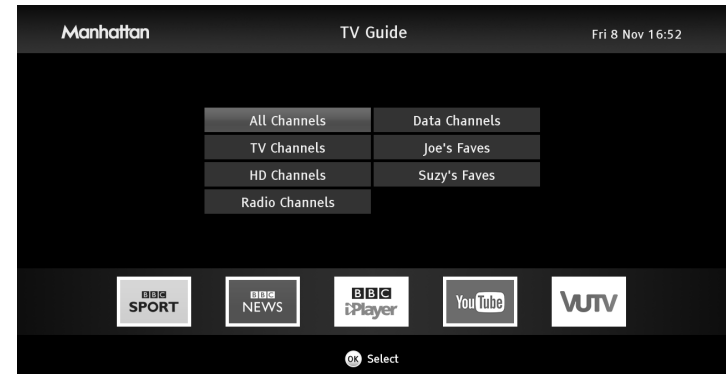 Manhattan TV Guide Fri 8 Nov 16:52
All Channels Data Channels
TV Channels Joe's Faves
HD Channels Suzy's Faves
Radio Channels
BBC SPORT
BBC NEWS
BBC iPlayer
YouTube
VUTV
OK Select